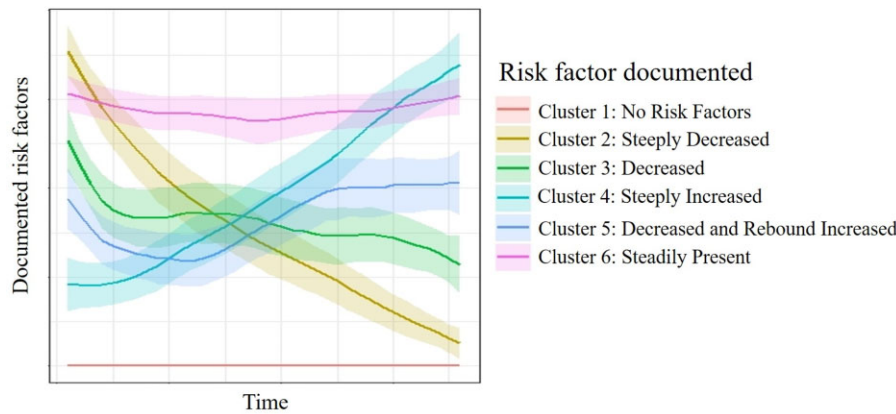 Documented risk factors
Time
Risk factor documented
Cluster 1: No Risk Factors
Cluster 2: Steeply Decreased
Cluster 3: Decreased
Cluster 4: Steeply Increased
Cluster 5: Decreased and Rebound Increased
Cluster 6: Steadily Present